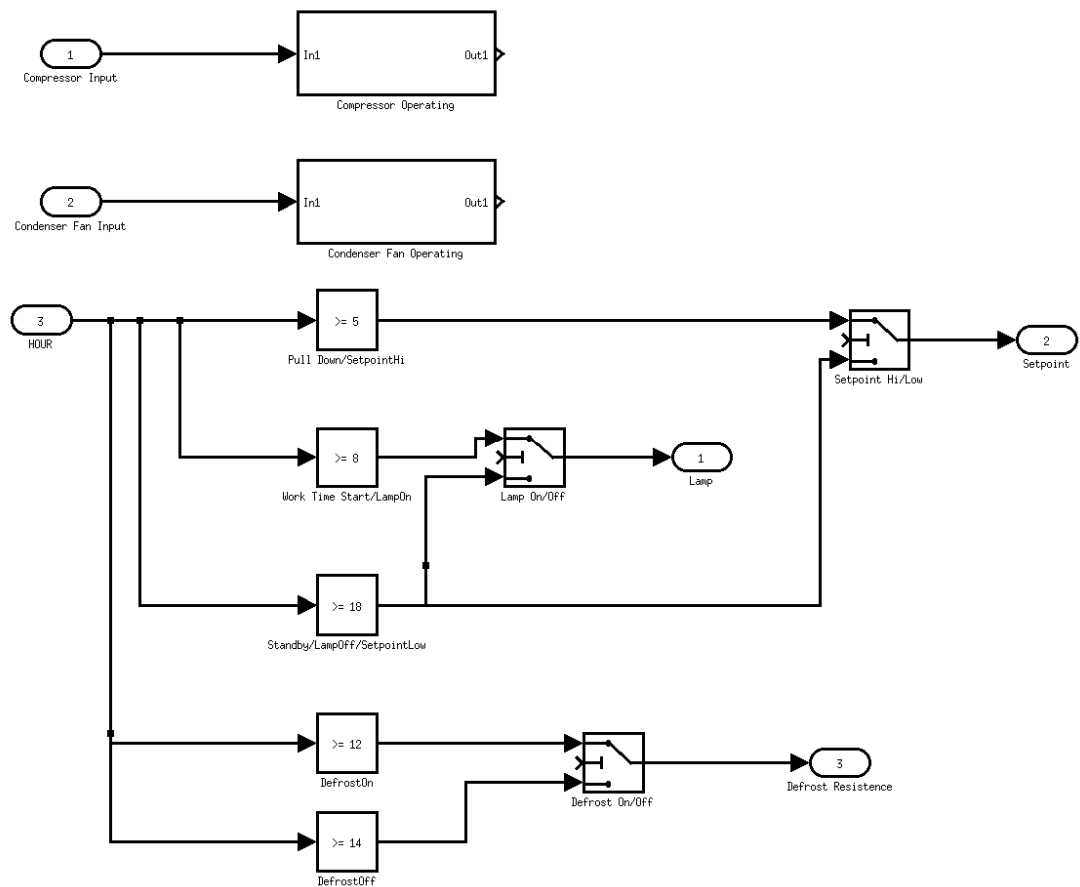 1
Compressor Input
In1
Out1
Compressor Operating
2
Condenser Fan Input
In1
Out1
Condenser Fan Operating
3
HOUR
>= 5
Pull Down/SetpointHi
Setpoint Hi/Low
2
Setpoint
>= 8
Work Time Start/LampOn
Lamp On/Off
1
Lamp
>= 18
Standby/LampOff/SetpointLow
>= 12
DefrostOn
Defrost On/Off
3
Defrost Resistence
>= 14
DefrostOff